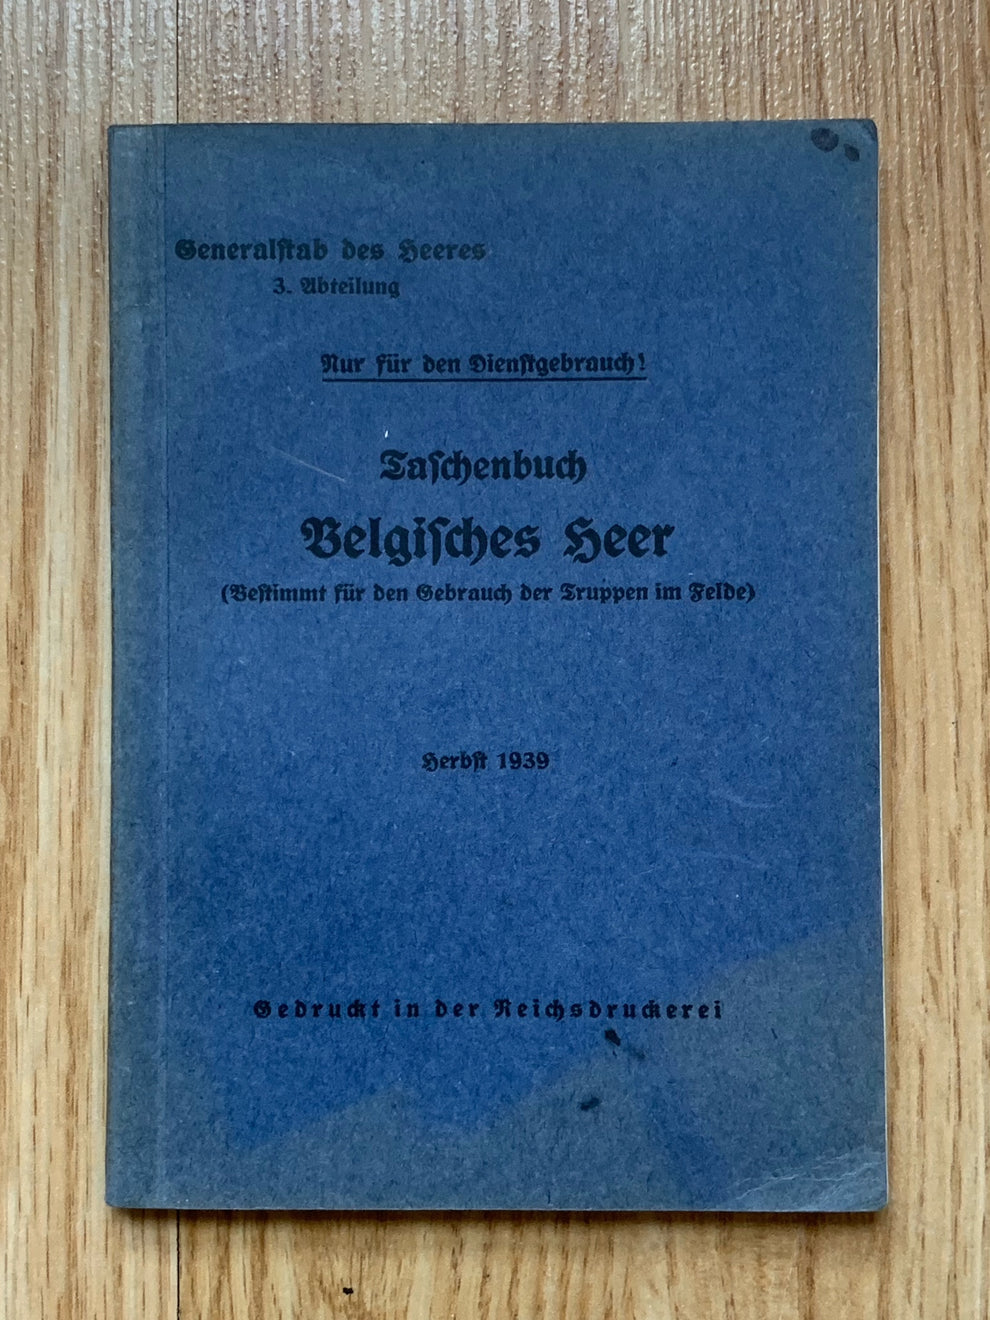 Generalstab des Heeres
3. Abteilung
Nur für den Dienstgebrauch!
Taschenbuch
Belgisches Heer
(Bestimmt für den Gebrauch der Truppen im Felde)
Herbst 1939
Gedruckt in der Reichsdruckerei